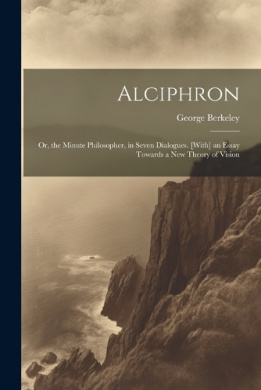 ALCIPHRON
George Berkeley
Or, the Minute Philosopher, in Seven Dialogues. [With] an Essay
Towards a New Theory of Vision